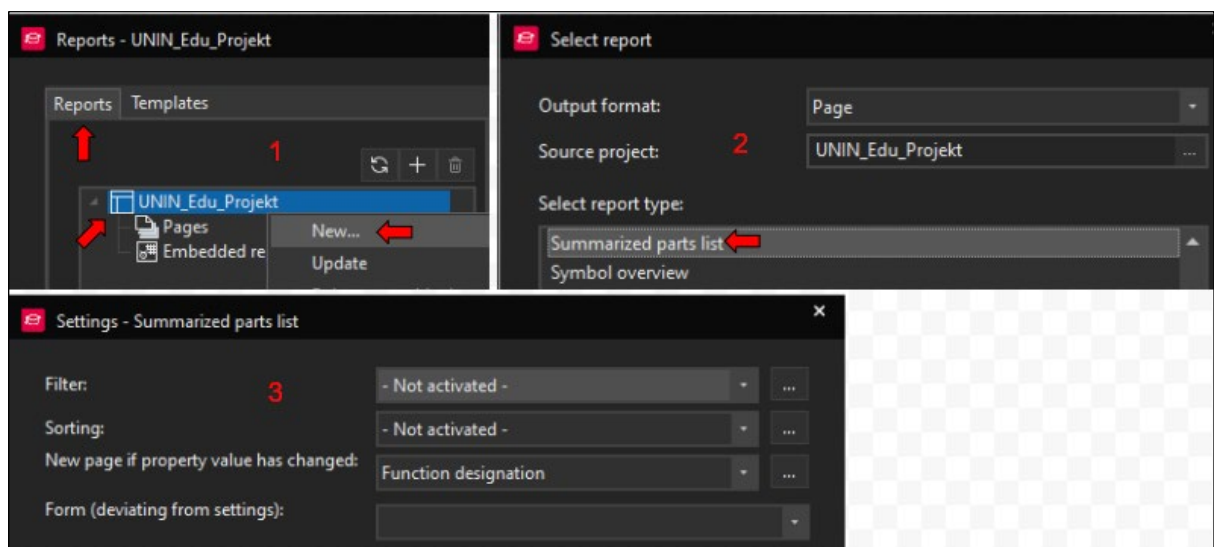 Reports - UNIN_Edu_Projekt
Reports Templates
1
UNIN_Edu_Projekt
Pages
New...
Embedded re
Update
Select report
Output format: Page
Source project: 2 UNIN_Edu_Projekt ...
Select report type:
Summarized parts list
Symbol overview
Settings - Summarized parts list
Filter: 3 - Not activated - ...
Sorting: - Not activated - ...
New page if property value has changed: Function designation ...
Form (deviating from settings):